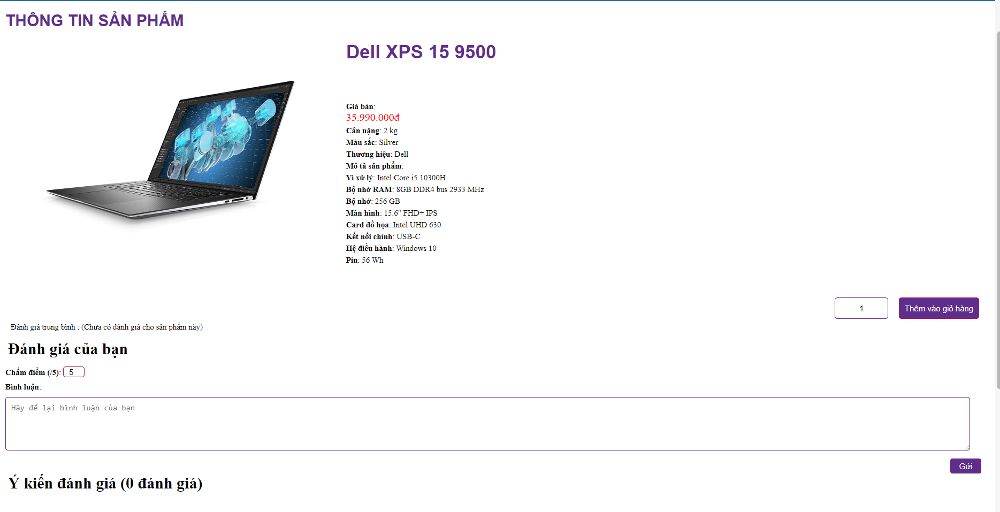 THÔNG TIN SẢN PHẨM
Dell XPS 15 9500
Giá bán:
35.990.000đ
Cân nặng: 2 kg
Màu sắc: Silver
Thương hiệu: Dell
Mô tả sản phẩm:
Vi xử lý: Intel Core i5 10300H
Bộ nhớ RAM: 8GB DDR4 bus 2933 MHz
Bộ nhớ: 256 GB
Màn hình: 15.6" FHD+ IPS
Card đồ họa: Intel UHD 630
Kết nối chính: USB-C
Hệ điều hành: Windows 10
Pin: 56 Wh
1
Thêm vào giỏ hàng
Đánh giá trung bình : (Chưa có đánh giá cho sản phẩm này)
Đánh giá của bạn
Chấm điểm (/5): 5
Bình luận:
Hãy để lại bình luận của bạn
Gửi
Ý kiến đánh giá (0 đánh giá)